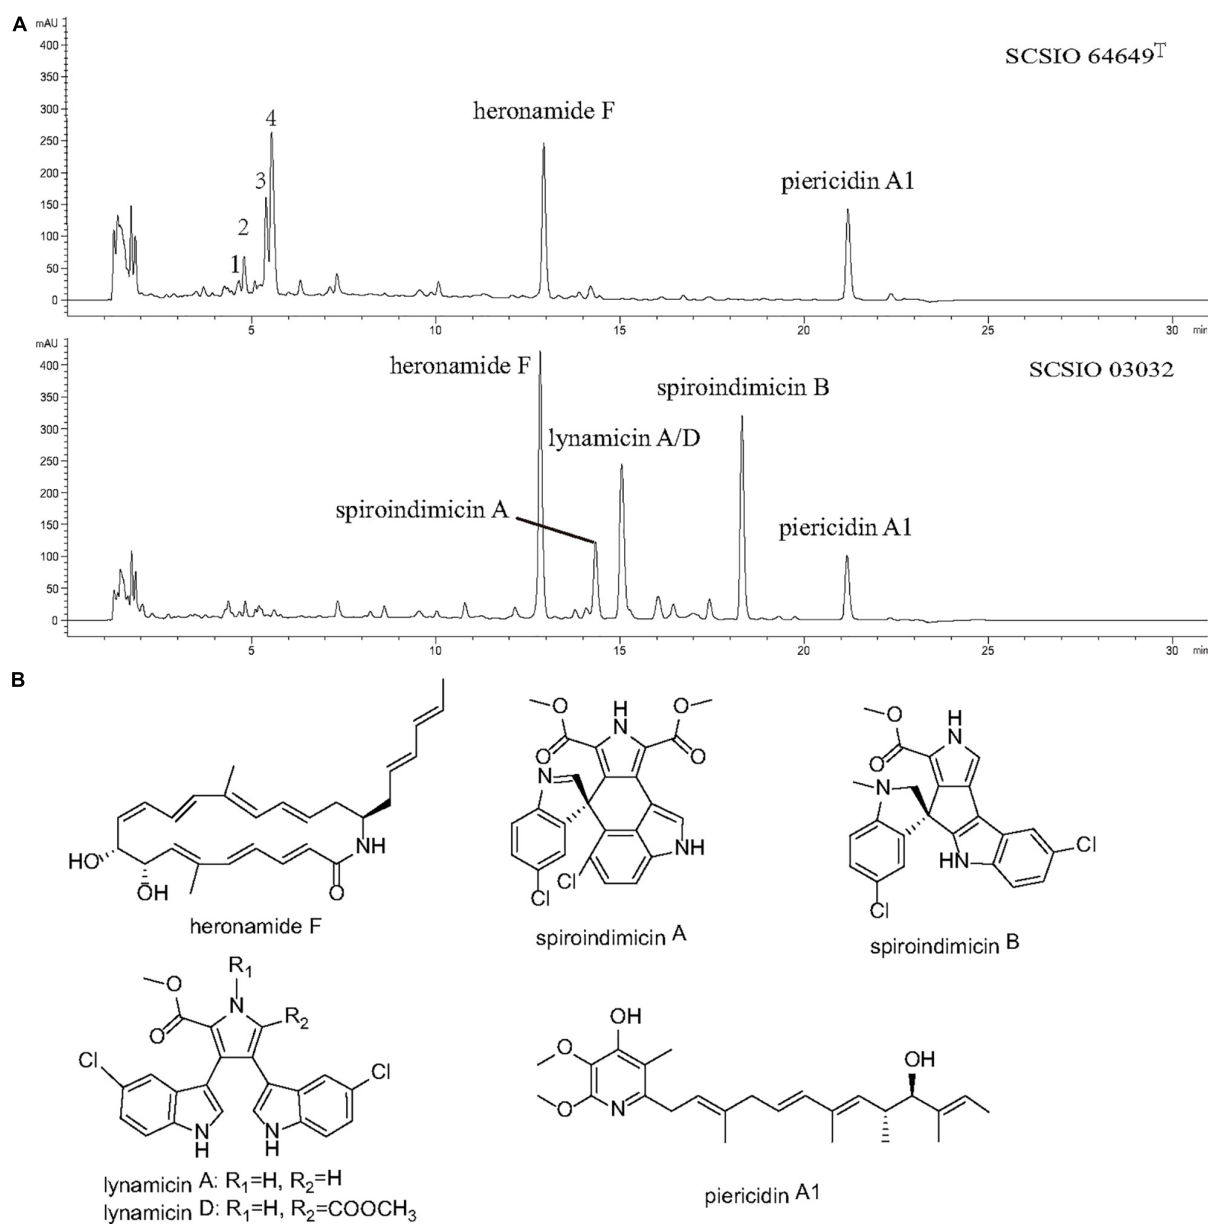 A
mAU
SCSIO 64649T
400
350
300
250
200
150
100
50
0
1
2
3
4
heronamide F
piericidin A1
5 10 15 20 25 30 min
mAU
SCSIO 03032
400
350
300
250
200
150
100
50
0
heronamide F
spiroindimicin B
lynamicin A/D
spiroindimicin A
piericidin A1
5 10 15 20 25 30 min
B
HO
OH
NH
O
heronamide F
O
H
N
O
O
O
N
NH
Cl
Cl
spiroindimicin A
O
H
N
O
N
HN
Cl
Cl
spiroindimicin B
R1
O
N
R2
O
Cl
Cl
N
H
N
H
lynamicin A: R1=H, R2=H
lynamicin D: R1=H, R2=COOCH3
OH
O
O
N
OH
piericidin A1